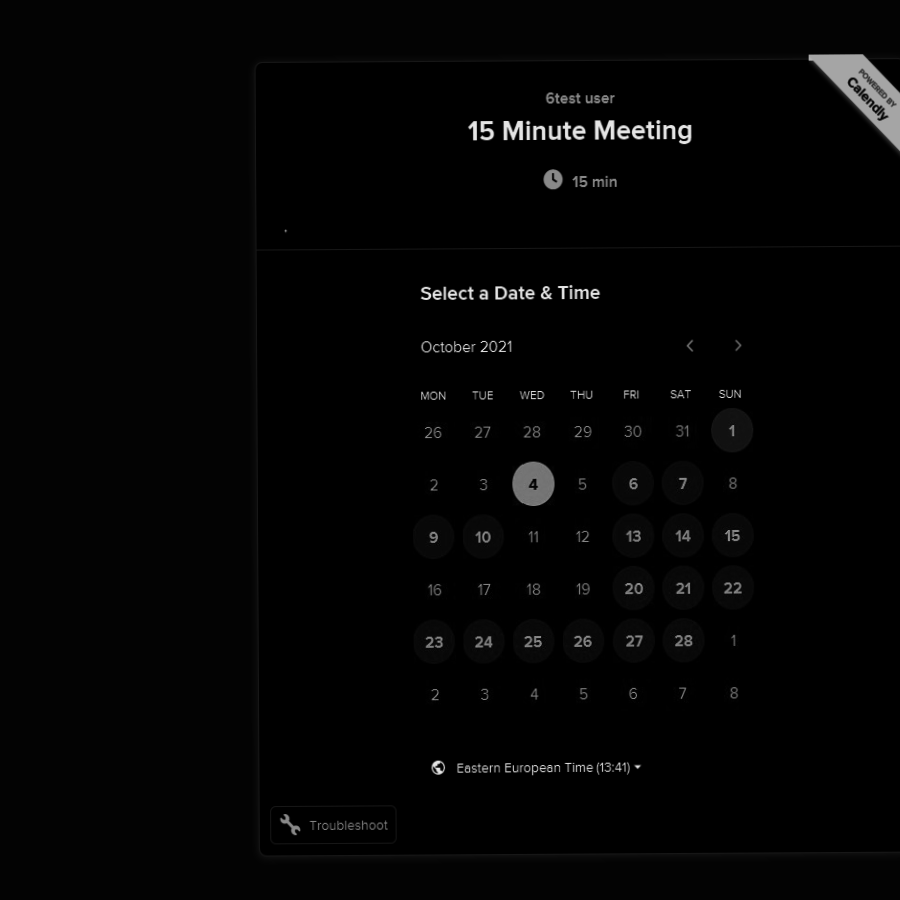 POWERED BY
Calendly
6test user
15 Minute Meeting
15 min
Select a Date & Time
October 2021
MON TUE WED THU FRI SAT SUN
26 27 28 29 30 31 1
2 3 4 5 6 7 8
9 10 11 12 13 14 15
16 17 18 19 20 21 22
23 24 25 26 27 28 1
2 3 4 5 6 7 8
Eastern European Time (13:41)
Troubleshoot